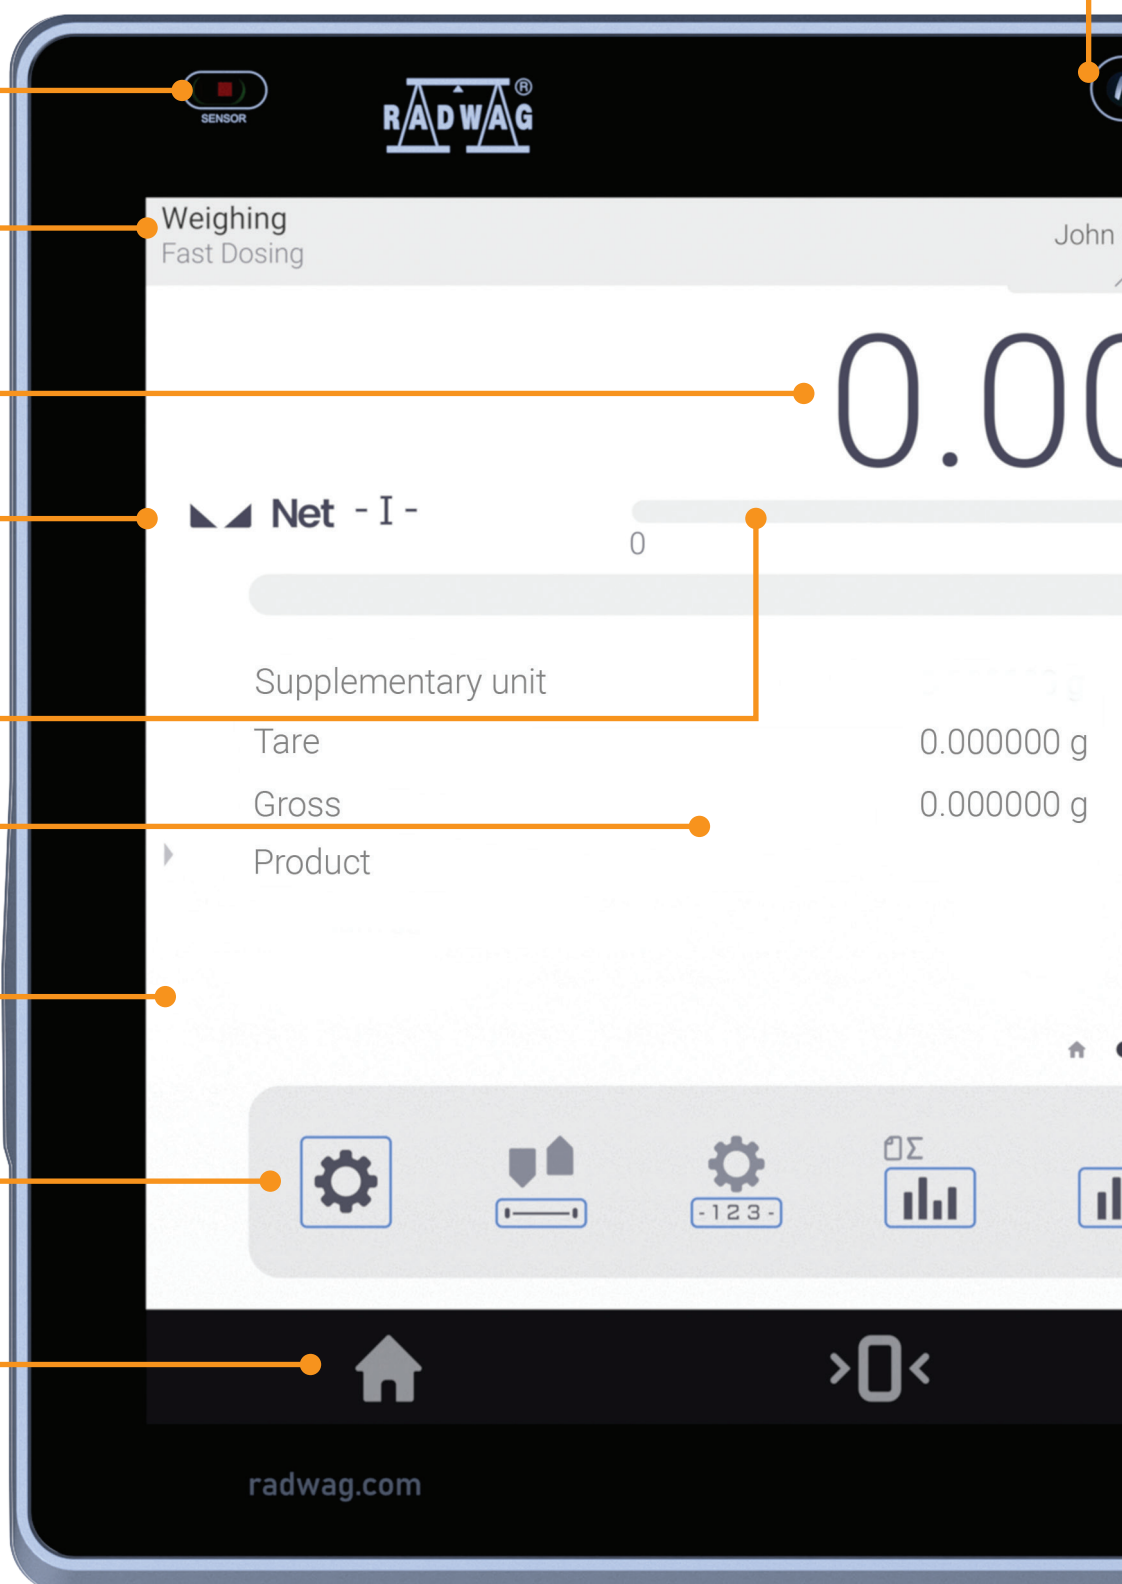 SENSOR
RADWAG®
Weighing
Fast Dosing
John
0.00
Net -I-
0
Supplementary unit
Tare 0.000000 g
Gross 0.000000 g
Product
Σ
-123-
>0<
radwag.com